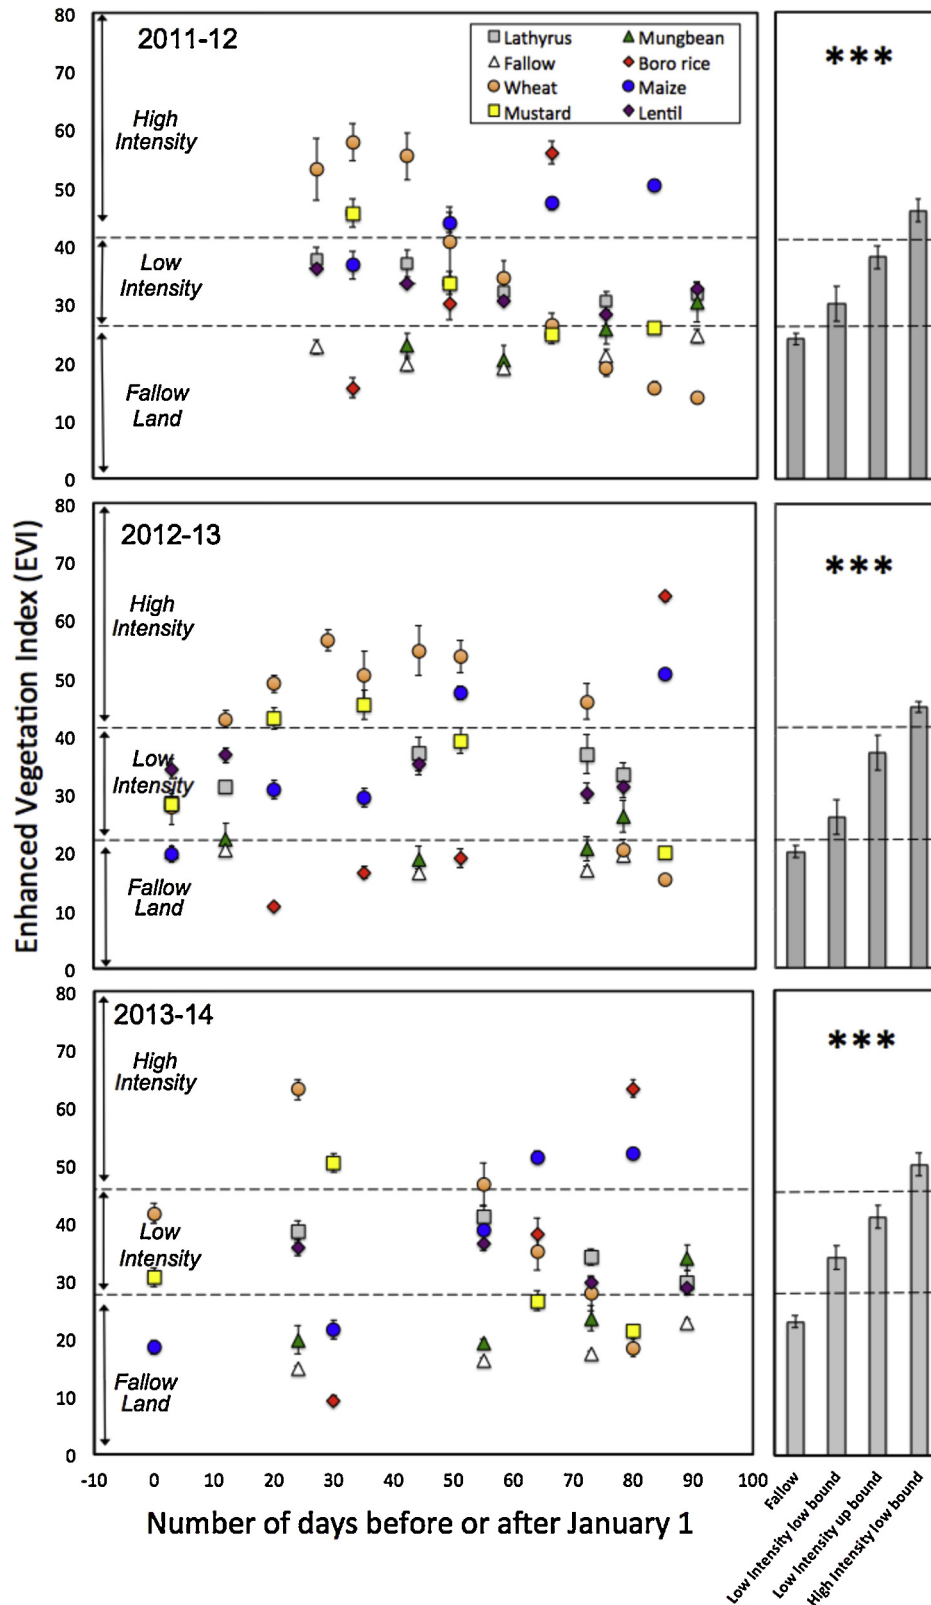 Enhanced Vegetation Index (EVI)
80
70
60
50
40
30
20
10
0
2011-12
High
Intensity
Low
Intensity
Fallow
Land
Lathyrus
Mungbean
Fallow
Boro rice
Wheat
Maize
Mustard
Lentil
***
80
70
60
50
40
30
20
10
0
2012-13
High
Intensity
Low
Intensity
Fallow
Land
***
80
70
60
50
40
30
20
10
0
2013-14
High
Intensity
Low
Intensity
Fallow
Land
***
-10 0 10 20 30 40 50 60 70 80 90 100
Number of days before or after January 1
Fallow
Low Intensity low bound
Low Intensity up bound
High Intensity low bound